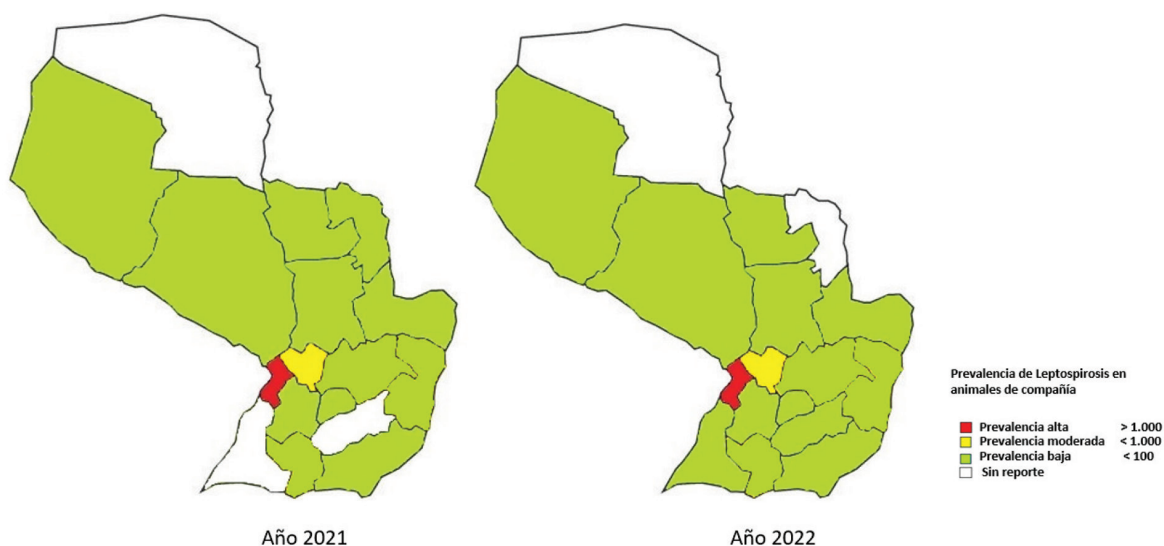 Prevalencia de Leptospirosis en
animales de compañía
Prevalencia alta > 1.000
Prevalencia moderada < 1.000
Prevalencia baja < 100
Sin reporte
Año 2021
Año 2022